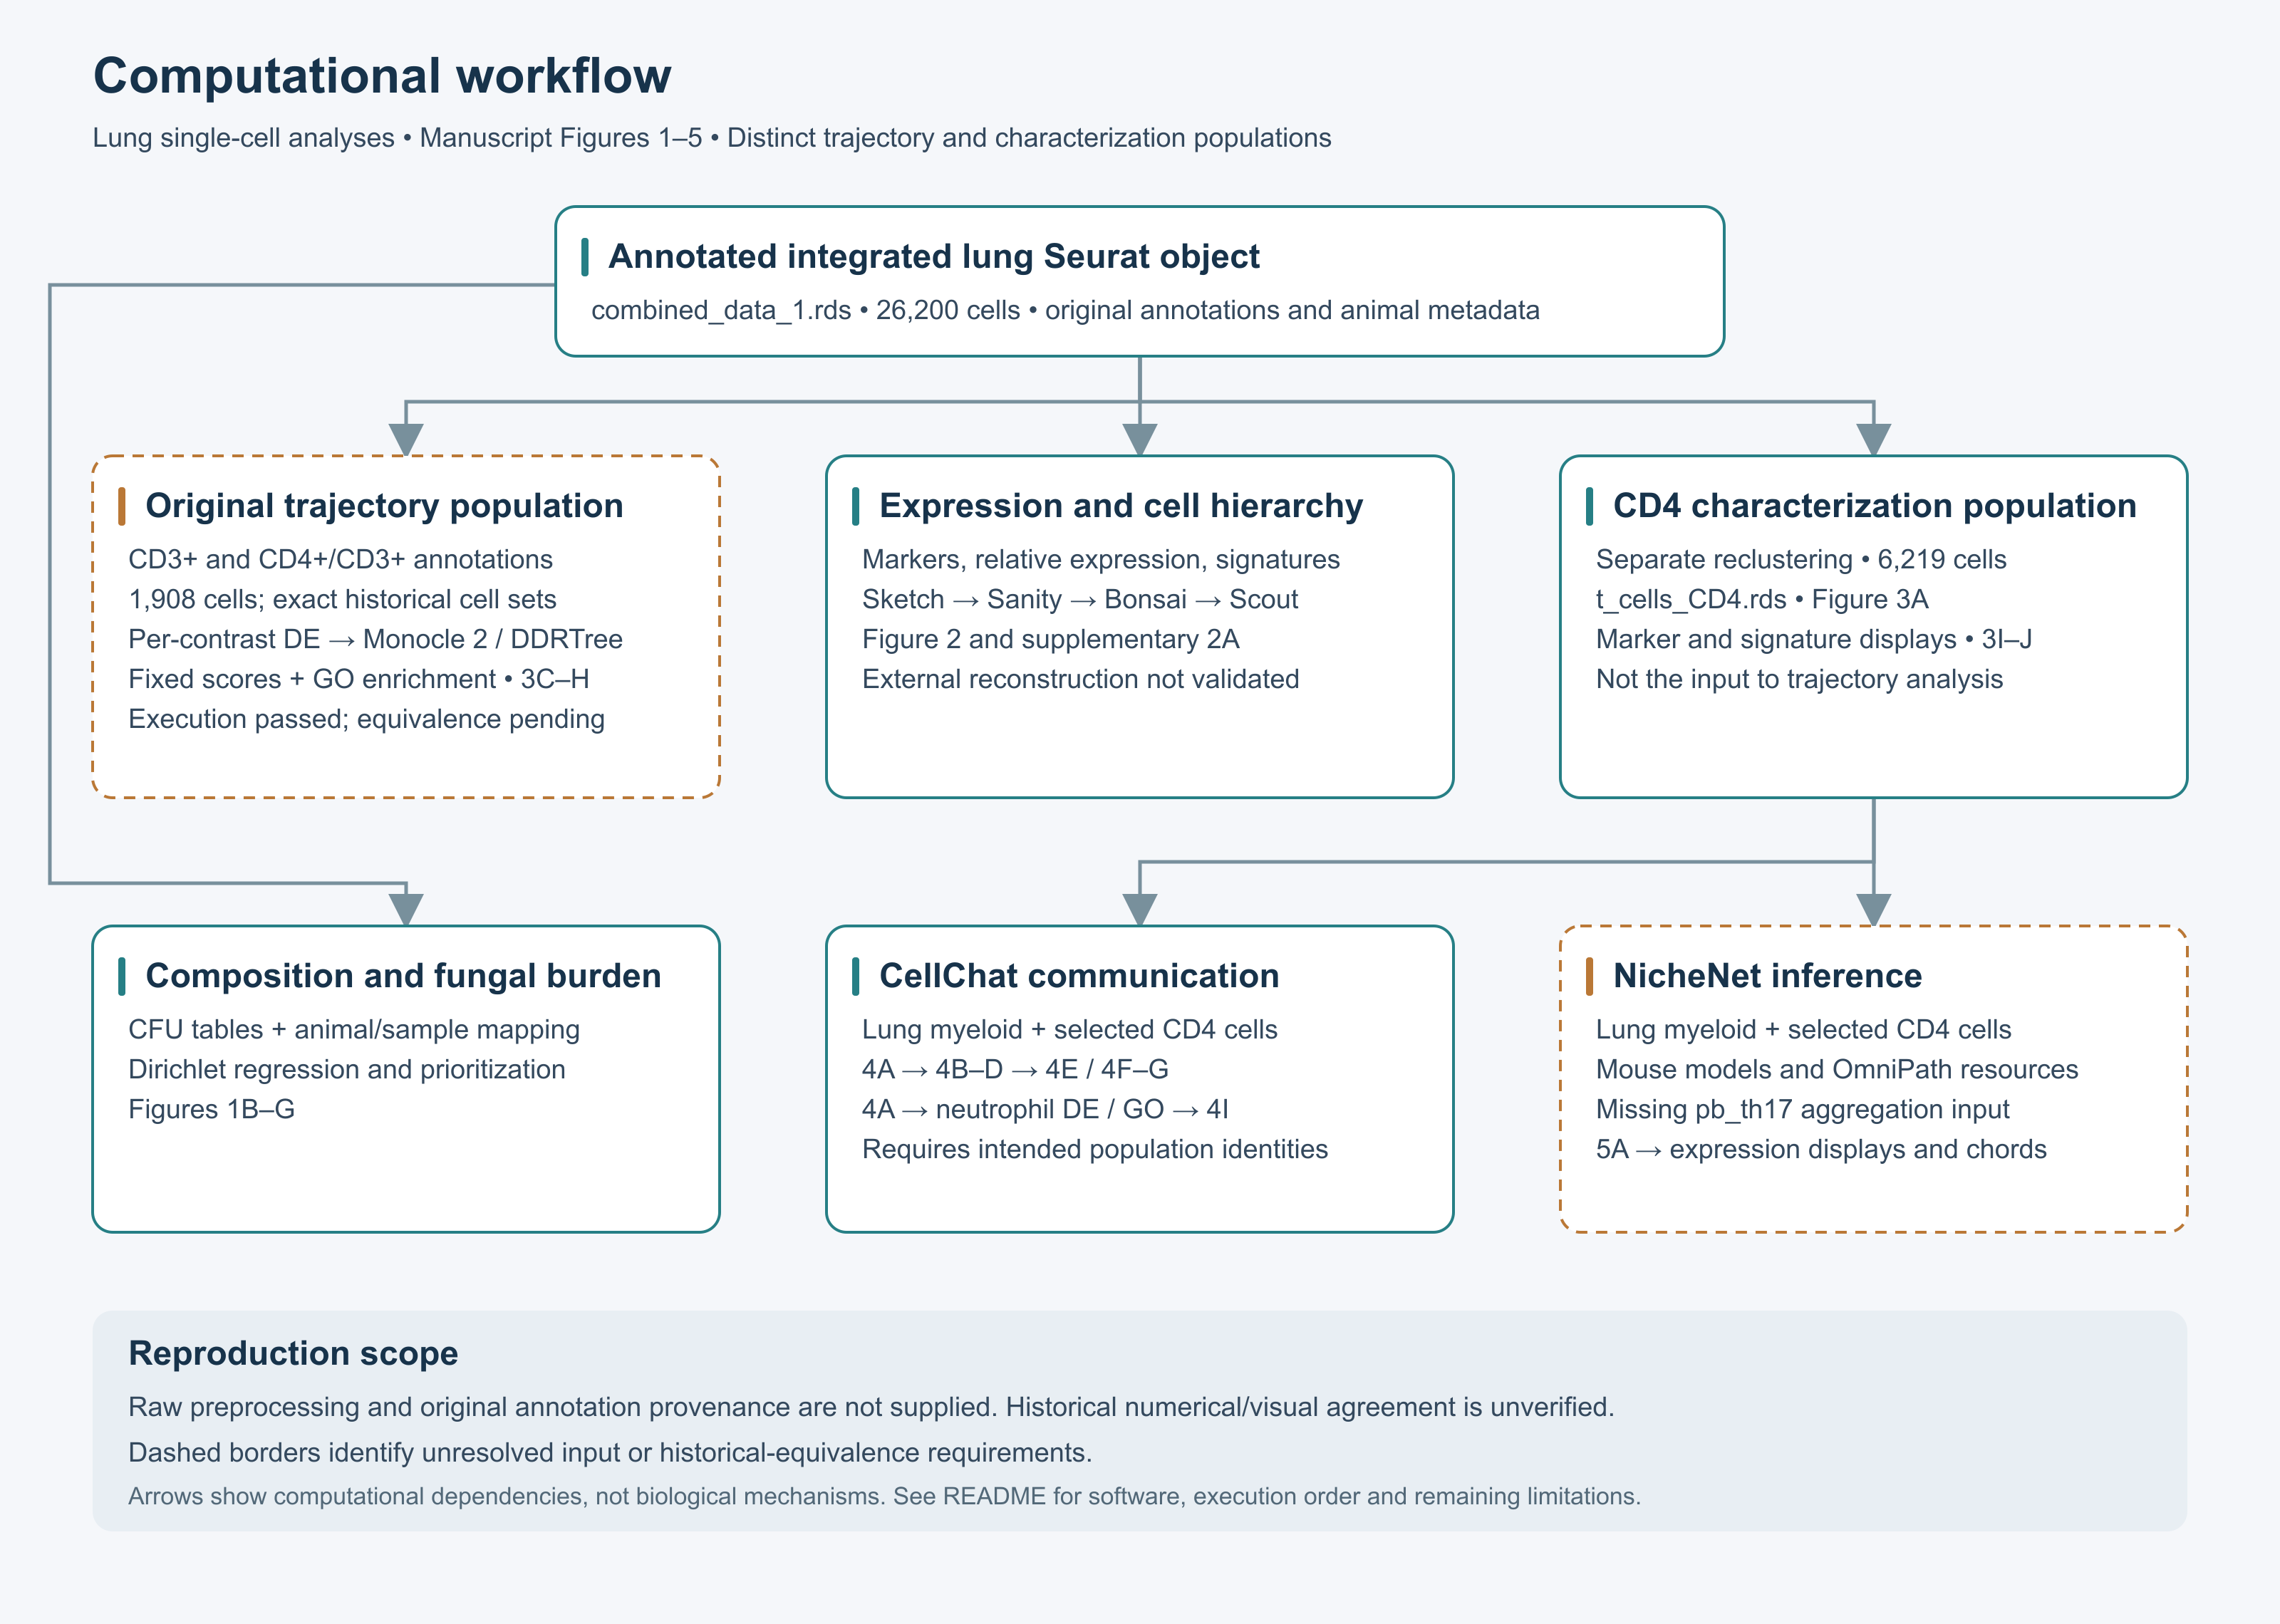 Computational workflow
Lung single-cell analyses • Manuscript Figures 1–5 • Distinct trajectory and characterization populations
Annotated integrated lung Seurat object
combined_data_1.rds • 26,200 cells • original annotations and animal metadata
Original trajectory population
CD3+ and CD4+/CD3+ annotations
1,908 cells; exact historical cell sets
Per-contrast DE → Monocle 2 / DDRTree
Fixed scores + GO enrichment • 3C–H
Execution passed; equivalence pending
Expression and cell hierarchy
Markers, relative expression, signatures
Sketch → Sanity → Bonsai → Scout
Figure 2 and supplementary 2A
External reconstruction not validated
CD4 characterization population
Separate reclustering • 6,219 cells
t_cells_CD4.rds • Figure 3A
Marker and signature displays • 3I–J
Not the input to trajectory analysis
Composition and fungal burden
CFU tables + animal/sample mapping
Dirichlet regression and prioritization
Figures 1B–G
CellChat communication
Lung myeloid + selected CD4 cells
4A → 4B–D → 4E / 4F–G
4A → neutrophil DE / GO → 4I
Requires intended population identities
NicheNet inference
Lung myeloid + selected CD4 cells
Mouse models and OmniPath resources
Missing pb_th17 aggregation input
5A → expression displays and chords
Reproduction scope
Raw preprocessing and original annotation provenance are not supplied. Historical numerical/visual agreement is unverified.
Dashed borders identify unresolved input or historical-equivalence requirements.
Arrows show computational dependencies, not biological mechanisms. See README for software, execution order and remaining limitations.